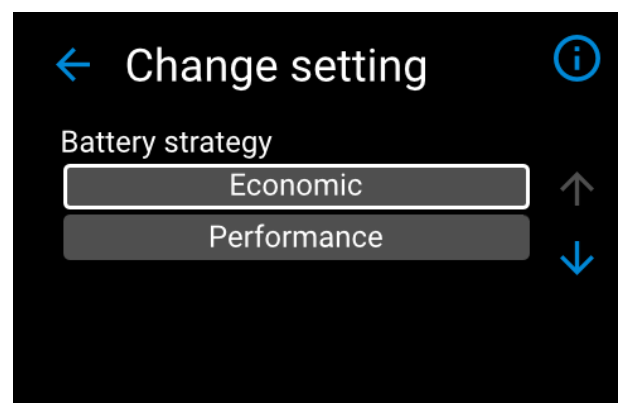 Change setting
Battery strategy
Economic
Performance